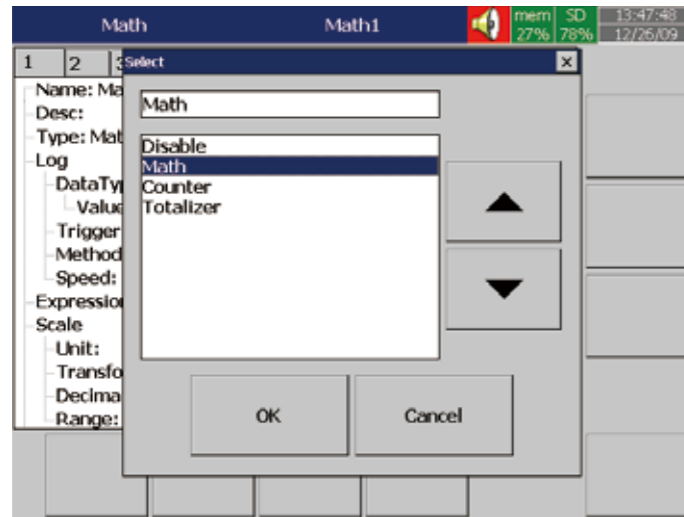 Math Math1 mem 27% SD 78% 13:47:48 12/26/09
1 2 3
Select
Name: Ma
Desc:
Type: Mat
Log
DataTy
Value
Trigger
Method
Speed:
Expression
Scale
Unit:
Transfo
Decima
Range:
Math
Disable
Math
Counter
Totalizer
OK Cancel